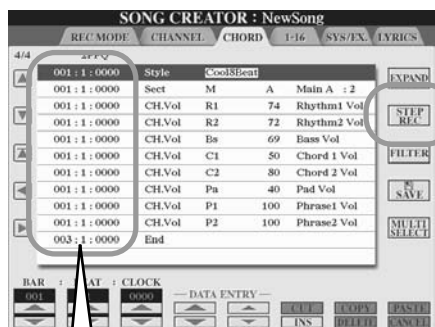 SONG CREATOR : NewSong
REC MODE CHANNEL CHORD 1-16 SYS/EX. LYRICS
4/4
001 : 1 : 0000 Style Cool8Beat
001 : 1 : 0000 Sect M A Main A : 2
001 : 1 : 0000 CH.Vol R1 74 Rhythm1 Vol
001 : 1 : 0000 CH.Vol R2 72 Rhythm2 Vol
001 : 1 : 0000 CH.Vol Bs 69 Bass Vol
001 : 1 : 0000 CH.Vol C1 50 Chord 1 Vol
001 : 1 : 0000 CH.Vol C2 80 Chord 2 Vol
001 : 1 : 0000 CH.Vol Pa 40 Pad Vol
001 : 1 : 0000 CH.Vol P1 100 Phrase1 Vol
001 : 1 : 0000 CH.Vol P2 100 Phrase2 Vol
003 : 1 : 0000 End
EXPAND
STEP
REC
FILTER
SAVE
MULTI
SELECT
BAR : : CLOCK
DATA ENTRY
001 0000
CUT COPY PASTE
INS DELETE CANCEL